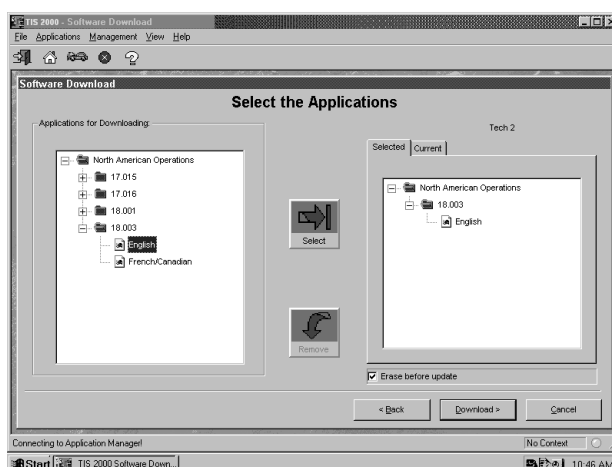 TIS 2000 - Software Download
File Applications Management View Help
Software Download
Select the Applications
Applications for Downloading:
Tech 2
Selected Current
North American Operations
17.015
17.016
18.001
18.003
English
French/Canadian
Select
Remove
North American Operations
18.003
English
Erase before update
< Back Download > Cancel
Connecting to Application Manager! No Context
Start TIS 2000 Software Down... 10:46 AM